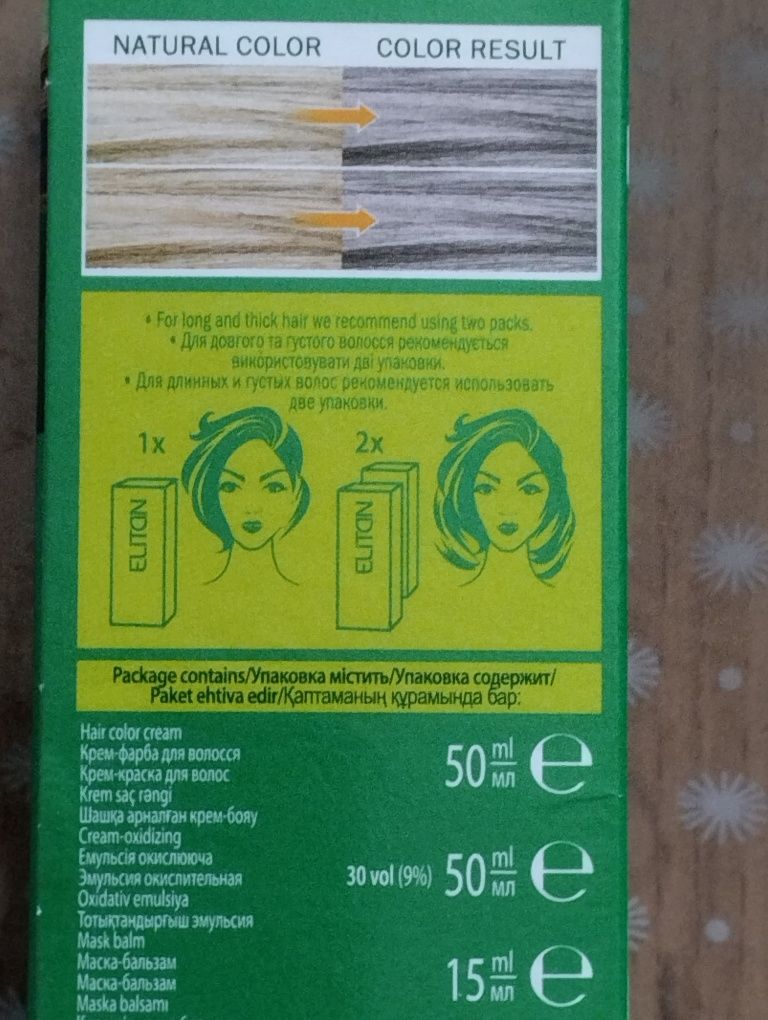 NATURAL COLOR COLOR RESULT
• For long and thick hair we recommend using two packs.
• Для довгого та густого волосся рекомендується
використовувати дві упаковки.
• Для длинных и густых волос рекомендуется использовать
две упаковки.
1x 2x
ELITAN ELITAN
Package contains/Упаковка містить/Упаковка содержит/
Paket ehtiva edir/Қаптаманың құрамында бар:
Hair color cream
Крем-фарба для волосся
Крем-краска для волос
Krem saç rəngi
Шашқа арналған крем-бояу
50 ml/мл ℮
Cream-oxidizing
Емульсія окислююча
Эмульсия окислительная
Oxidativ emulsiya
Тотықтандырғыш эмульсия
30 vol (9%) 50 ml/мл ℮
Mask balm
Маска-бальзам
Маска-бальзам
Maska balsamı
15 ml/мл ℮